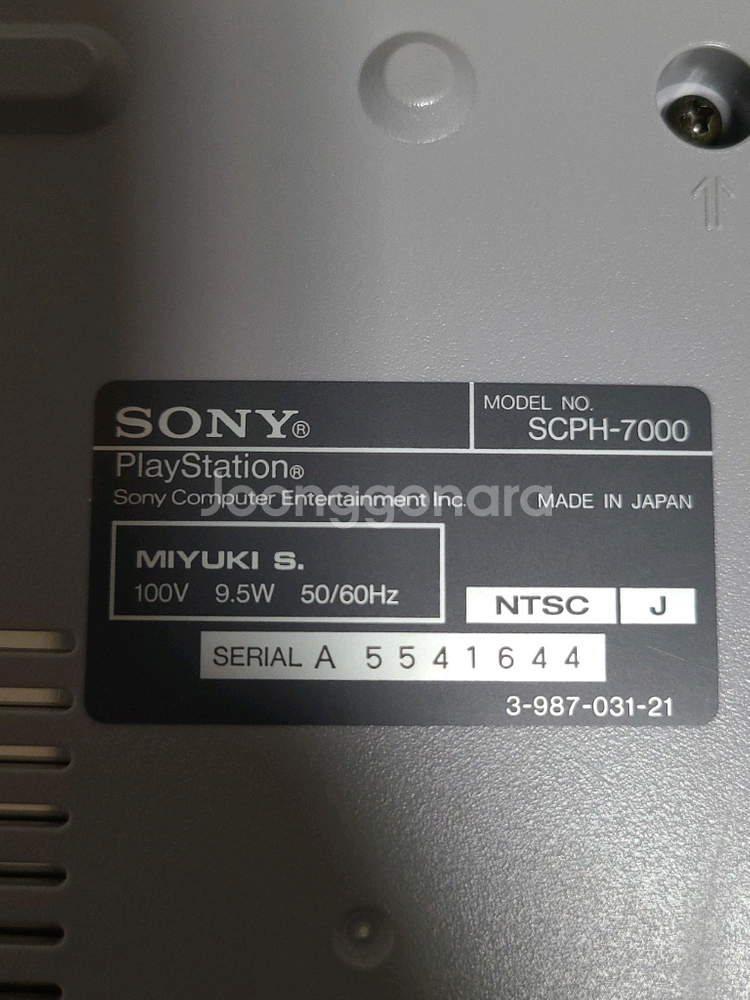 SONY®
MODEL NO.
SCPH-7000
PlayStation®
Sony Computer Entertainment Inc.
MADE IN JAPAN
Joonggonara
MIYUKI S.
100V 9.5W 50/60Hz
NTSC J
SERIAL A 5541644
3-987-031-21